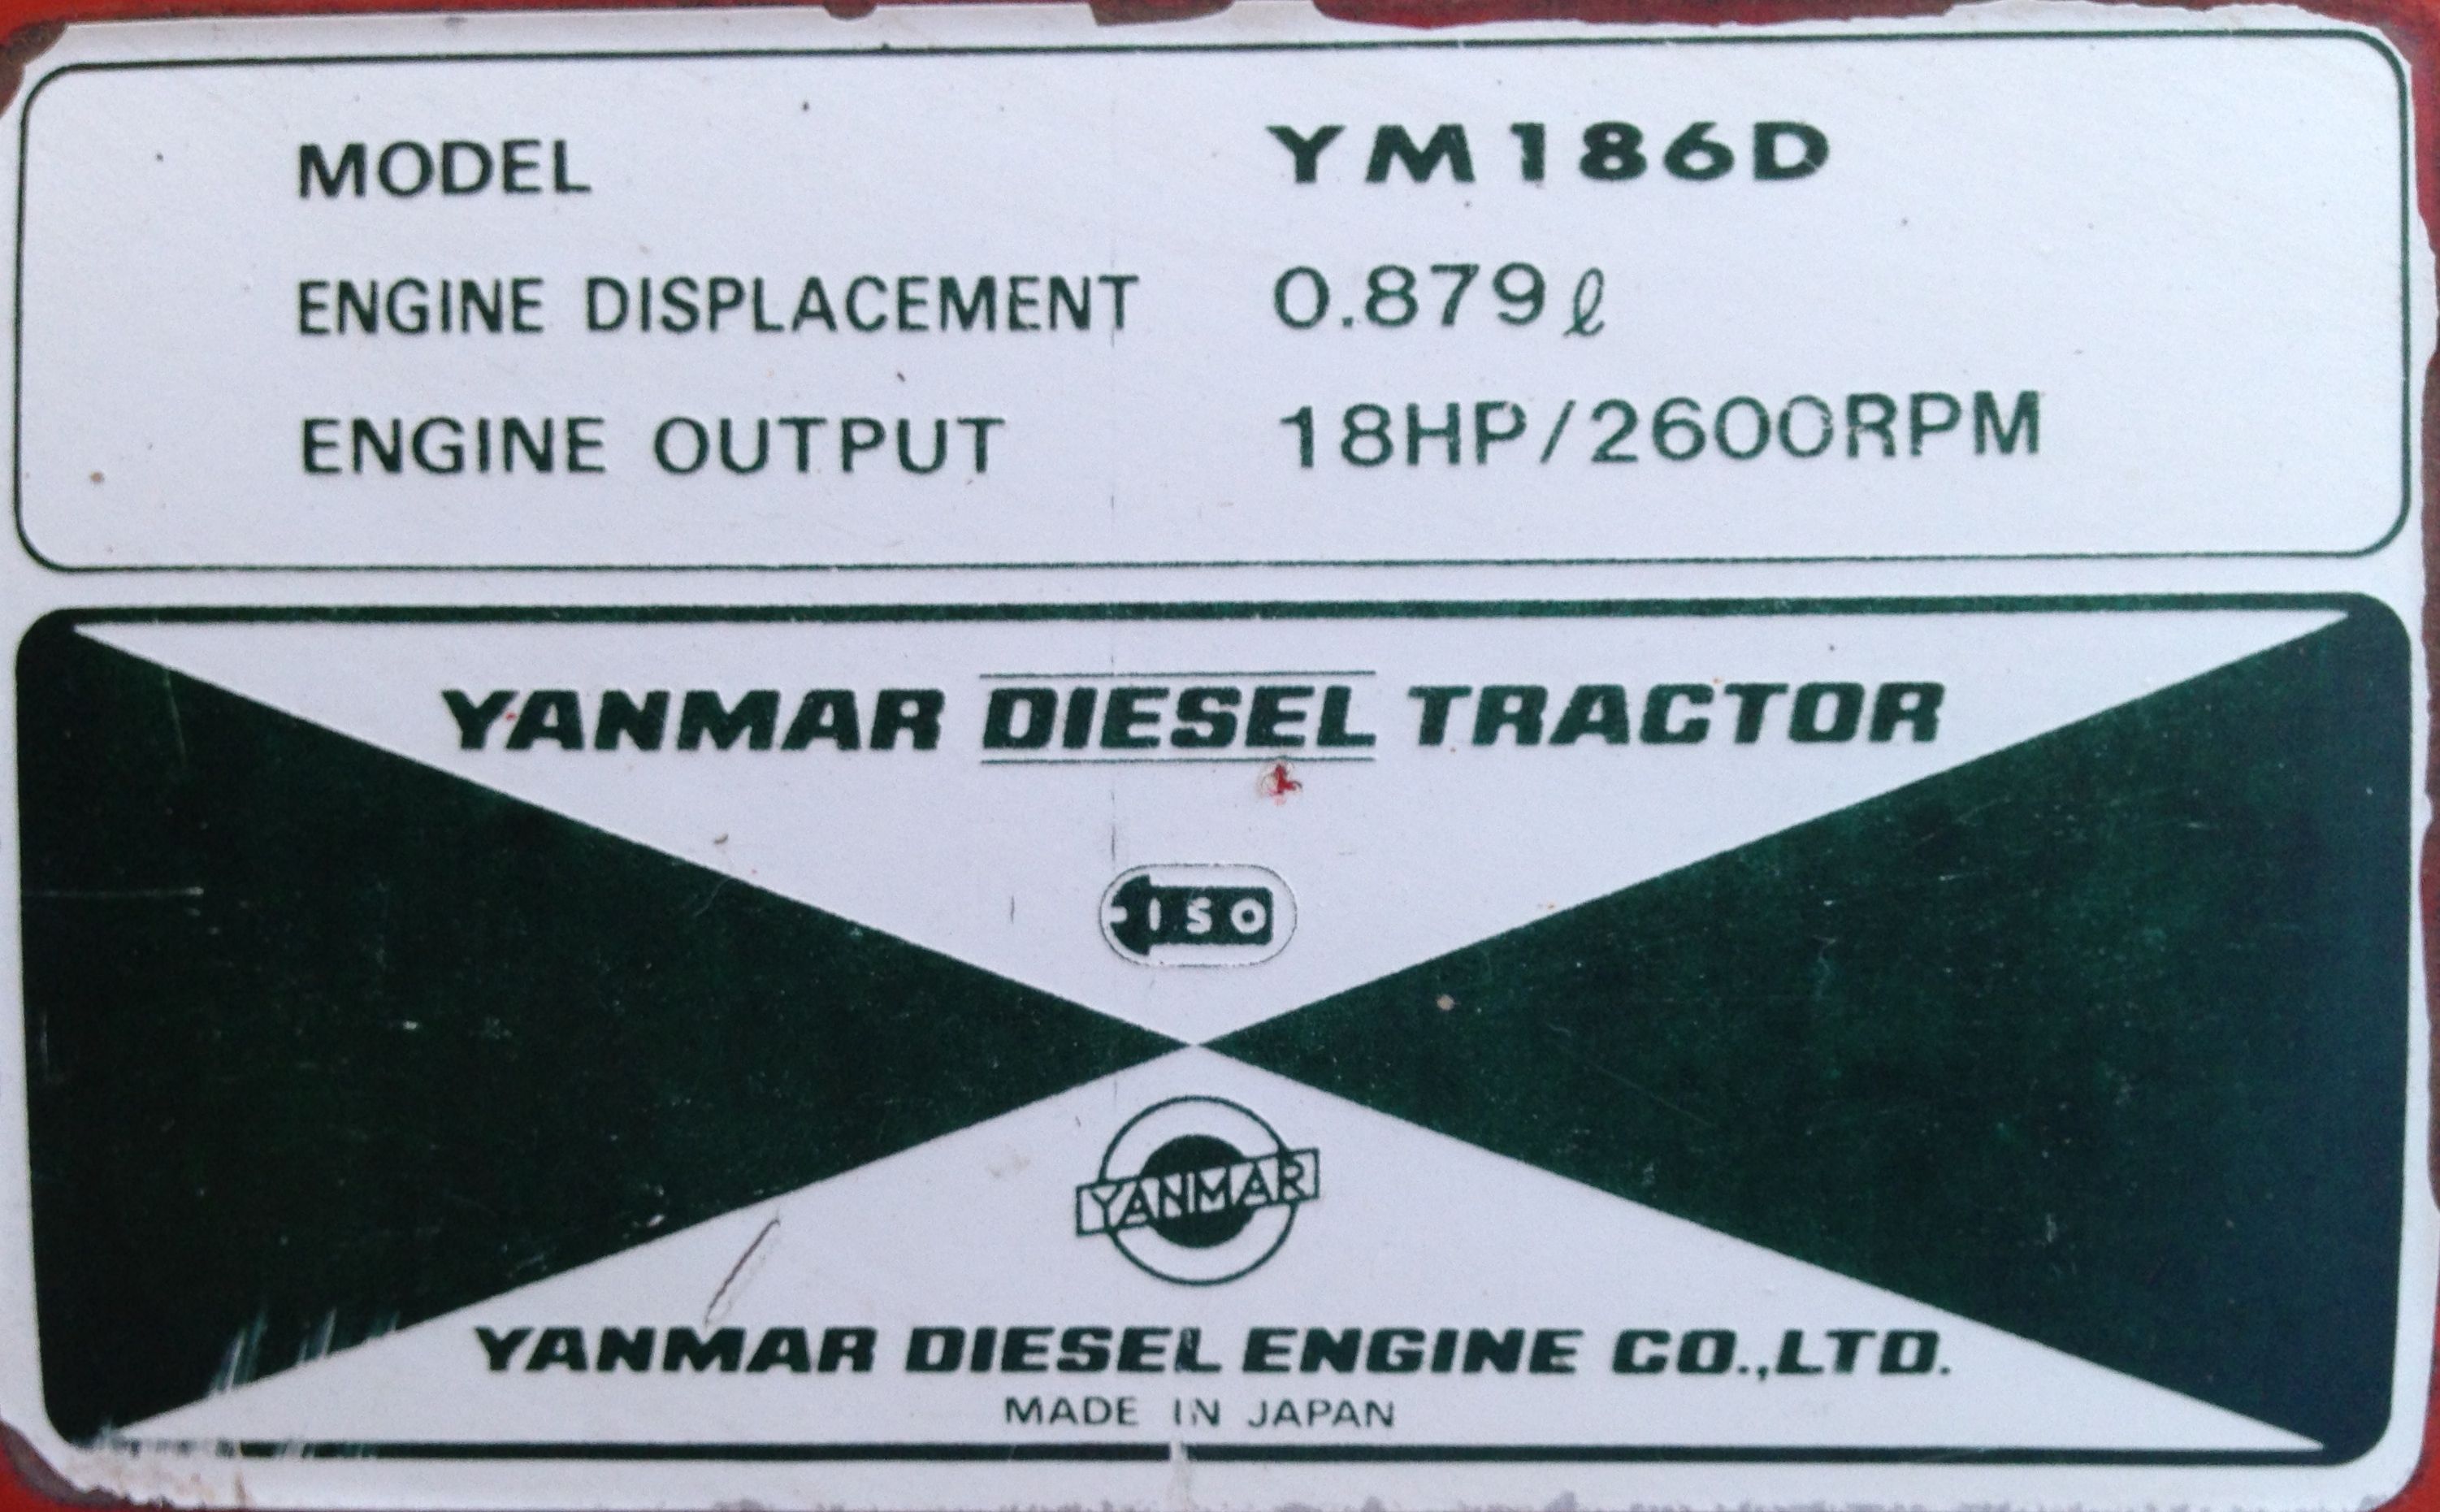 MODEL YM186D
ENGINE DISPLACEMENT 0.879ℓ
ENGINE OUTPUT 18HP/2600RPM
YANMAR DIESEL TRACTOR
ISO
YANMAR
YANMAR DIESEL ENGINE CO.,LTD.
MADE IN JAPAN